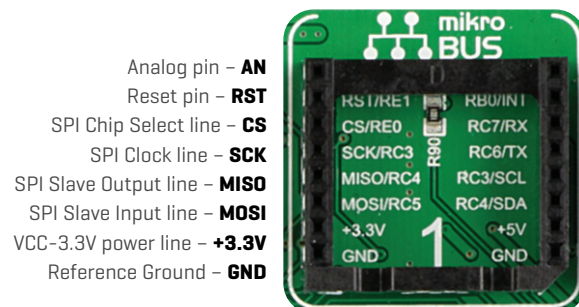 Analog pin – AN
Reset pin – RST
SPI Chip Select line – CS
SPI Clock line – SCK
SPI Slave Output line – MISO
SPI Slave Input line – MOSI
VCC-3.3V power line – +3.3V
Reference Ground – GND
mikro
BUS
RST/RE1 RB0/INT
CS/RE0 RC7/RX
SCK/RC3 RC6/TX
MISO/RC4 RC3/SCL
MOSI/RC5 RC4/SDA
+3.3V +5V
GND GND
R90
1